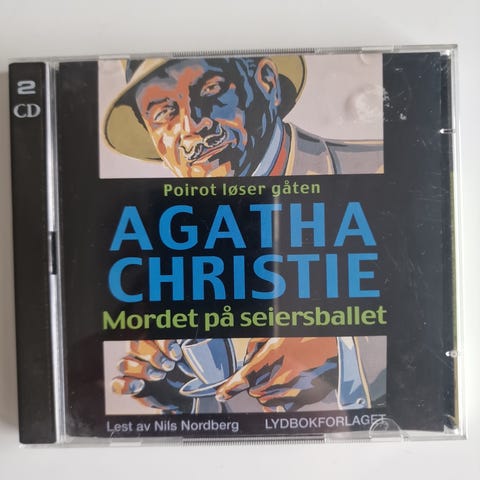 2
CD
Poirot løser gåten
AGATHA
CHRISTIE
Mordet på seiersballet
Lest av Nils Nordberg LYDBOKFORLAGET